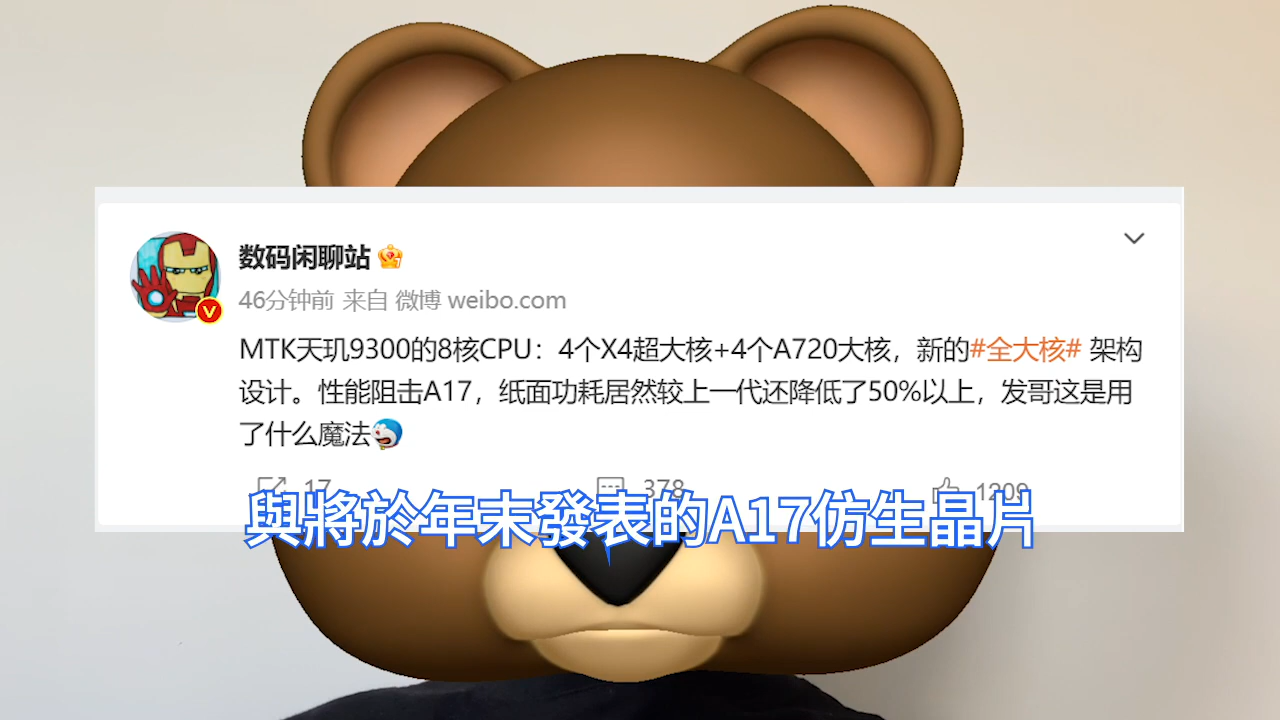 数码闲聊站
46分钟前 来自 微博 weibo.com
MTK天玑9300的8核CPU：4个X4超大核+4个A720大核，新的#全大核# 架构
设计。性能阻击A17，纸面功耗居然较上一代还降低了50%以上，发哥这是用
了什么魔法
17 378 1209
與將於年末發表的A17仿生晶片